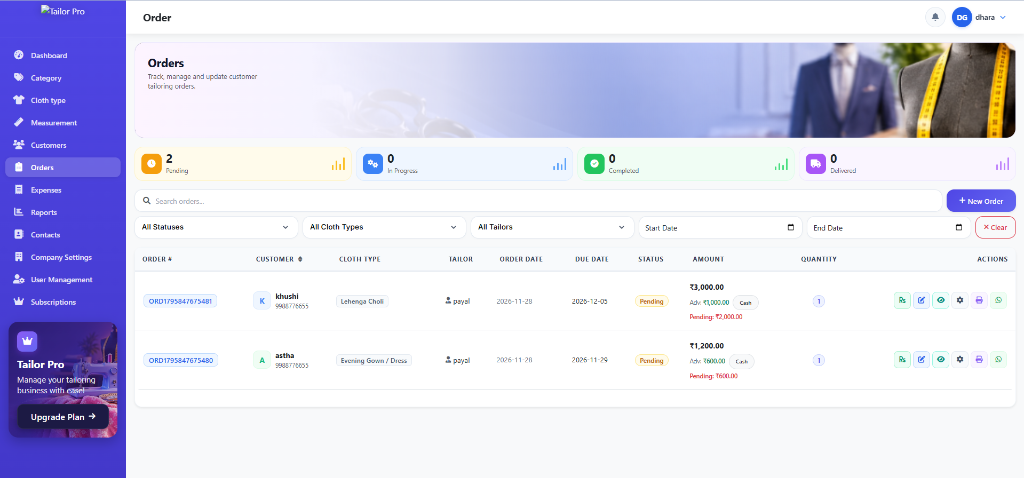 Tailor Pro
Order
DG dhara
Dashboard
Category
Cloth type
Measurement
Customers
Orders
Expenses
Reports
Contacts
Company Settings
User Management
Subscriptions
Tailor Pro
Manage your tailoring
business with ease!
Upgrade Plan →
Orders
Track, manage and update customer
tailoring orders.
2
Pending
0
In Progress
0
Completed
0
Delivered
Search orders...
+ New Order
All Statuses All Cloth Types All Tailors Start Date End Date × Clear
ORDER # CUSTOMER CLOTH TYPE TAILOR ORDER DATE DUE DATE STATUS AMOUNT QUANTITY ACTIONS
ORD1795847675481 K khushi 9988776655 Lehenga Choli payal 2026-11-28 2026-12-05 Pending ₹3,000.00 1
Adv: ₹1,000.00 Cash
Pending: ₹2,000.00
ORD1795847675480 A astha 9988776655 Evening Gown / Dress payal 2026-11-28 2026-11-29 Pending ₹1,200.00 1
Adv: ₹600.00 Cash
Pending: ₹600.00